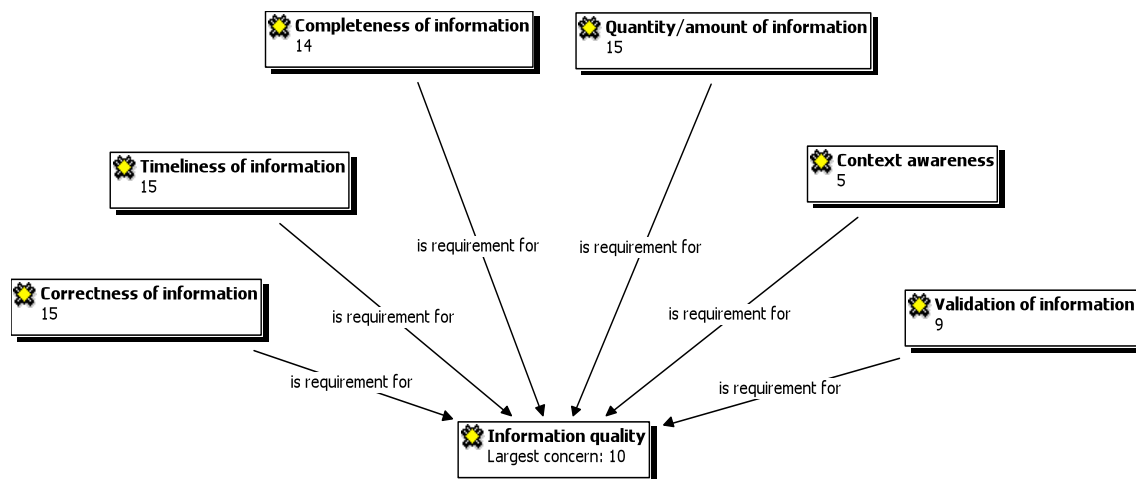 Completeness of information
14
Quantity/amount of information
15
Timeliness of information
15
Context awareness
5
is requirement for
is requirement for
Correctness of information
15
Validation of information
9
is requirement for
is requirement for
is requirement for
is requirement for
Information quality
Largest concern: 10